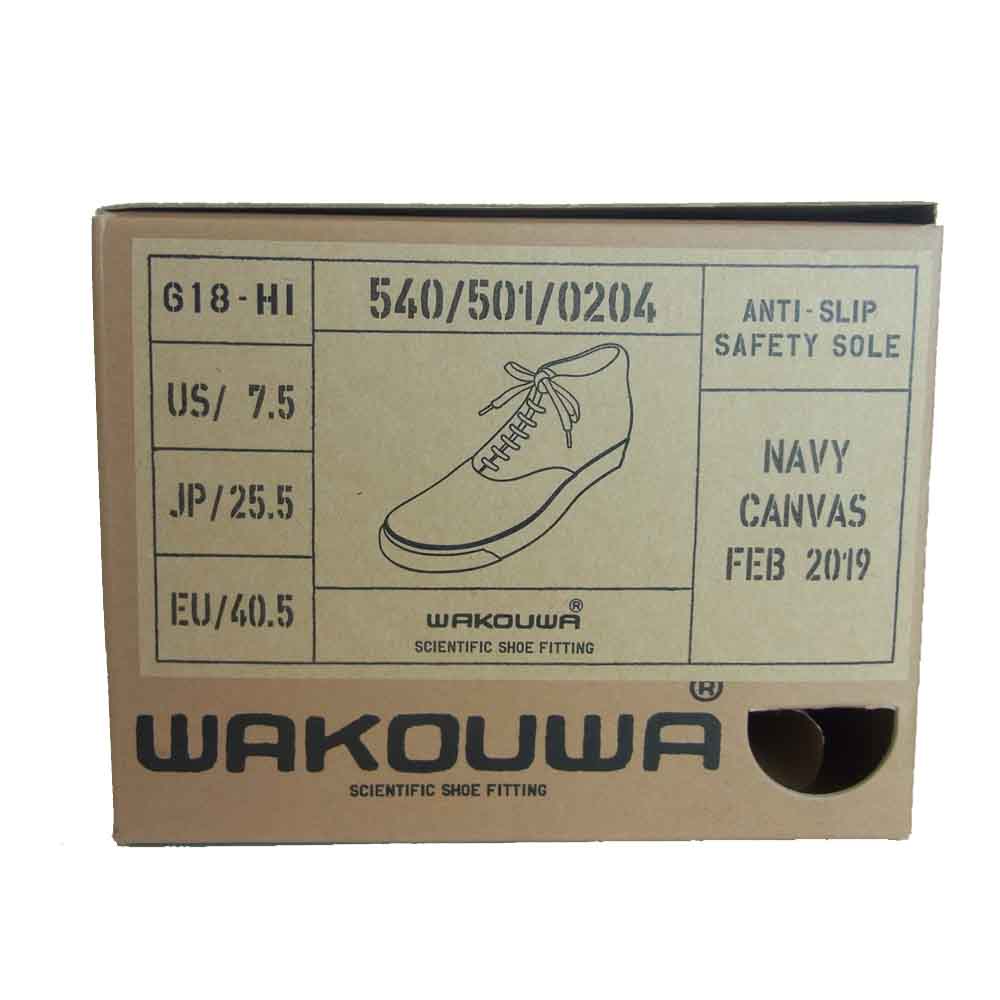 G18-HI
US/ 7.5
JP/25.5
EU/40.5
540/501/0204
WAKOUWA®
SCIENTIFIC SHOE FITTING
ANTI-SLIP
SAFETY SOLE
NAVY
CANVAS
FEB 2019
WAKOUWA®
SCIENTIFIC SHOE FITTING